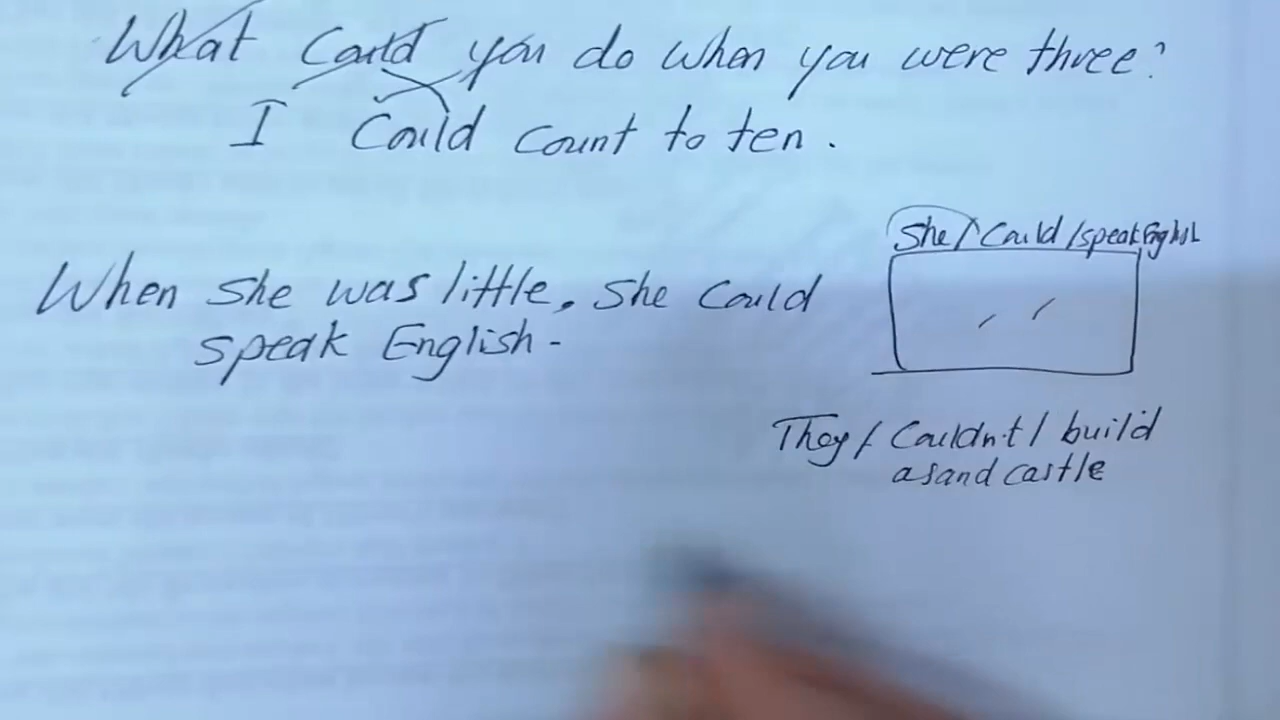 What could you do when you were three?
I could count to ten.
She / could / speak English
When she was little, she could
speak English -
They / couldn't / build
a sand castle